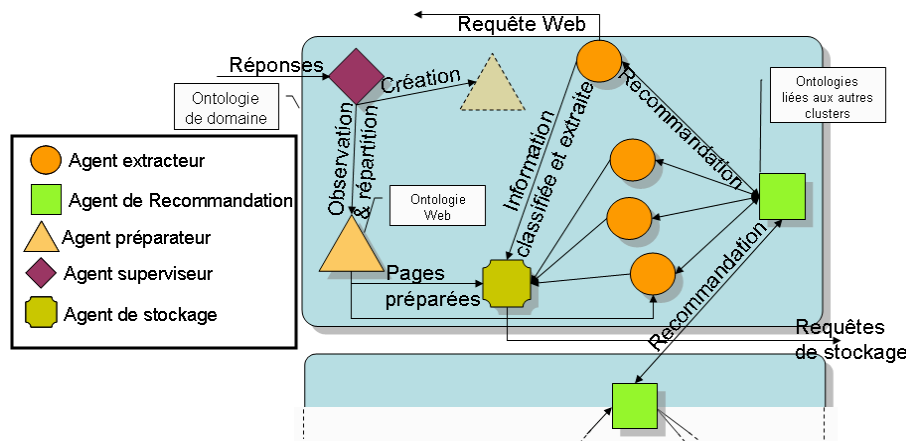 Requête Web
Réponses
Création
Ontologie
de domaine
Ontologies
liées aux autres
clusters
Observation
& répartition
Information
classifiée et extraite
Recommandation
Agent extracteur
Agent de Recommandation
Agent préparateur
Agent superviseur
Agent de stockage
Ontologie
Web
Pages
préparées
Recommandation
Requêtes
de stockage